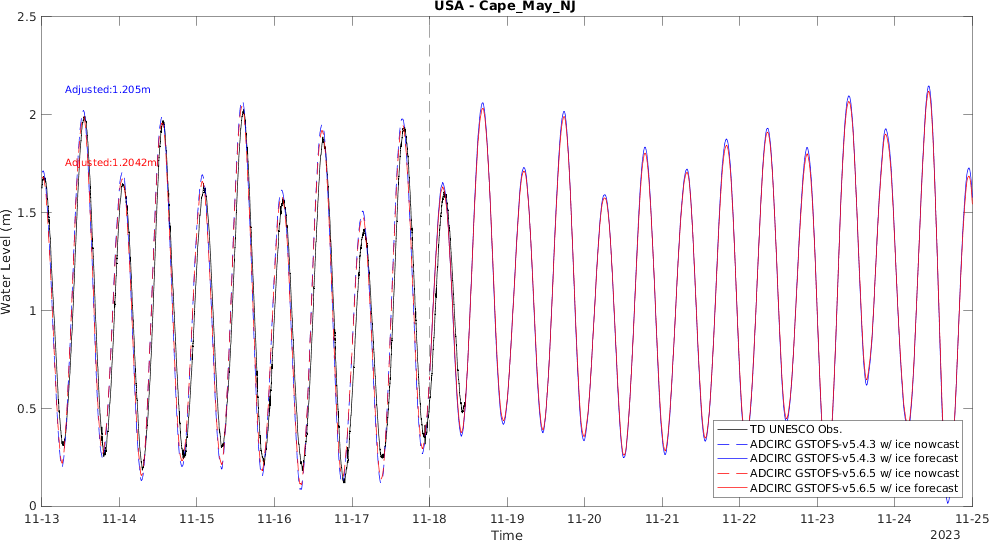 USA - Cape_May_NJ
2.5
2
1.5
1
0.5
0
Water Level (m)
Adjusted:1.205m
Adjusted:1.2042m
TD UNESCO Obs.
ADCIRC GSTOFS-v5.4.3 w/ ice nowcast
ADCIRC GSTOFS-v5.4.3 w/ ice forecast
ADCIRC GSTOFS-v5.6.5 w/ ice nowcast
ADCIRC GSTOFS-v5.6.5 w/ ice forecast
11-13 11-14 11-15 11-16 11-17 11-18 11-19 11-20 11-21 11-22 11-23 11-24 11-25
Time
2023